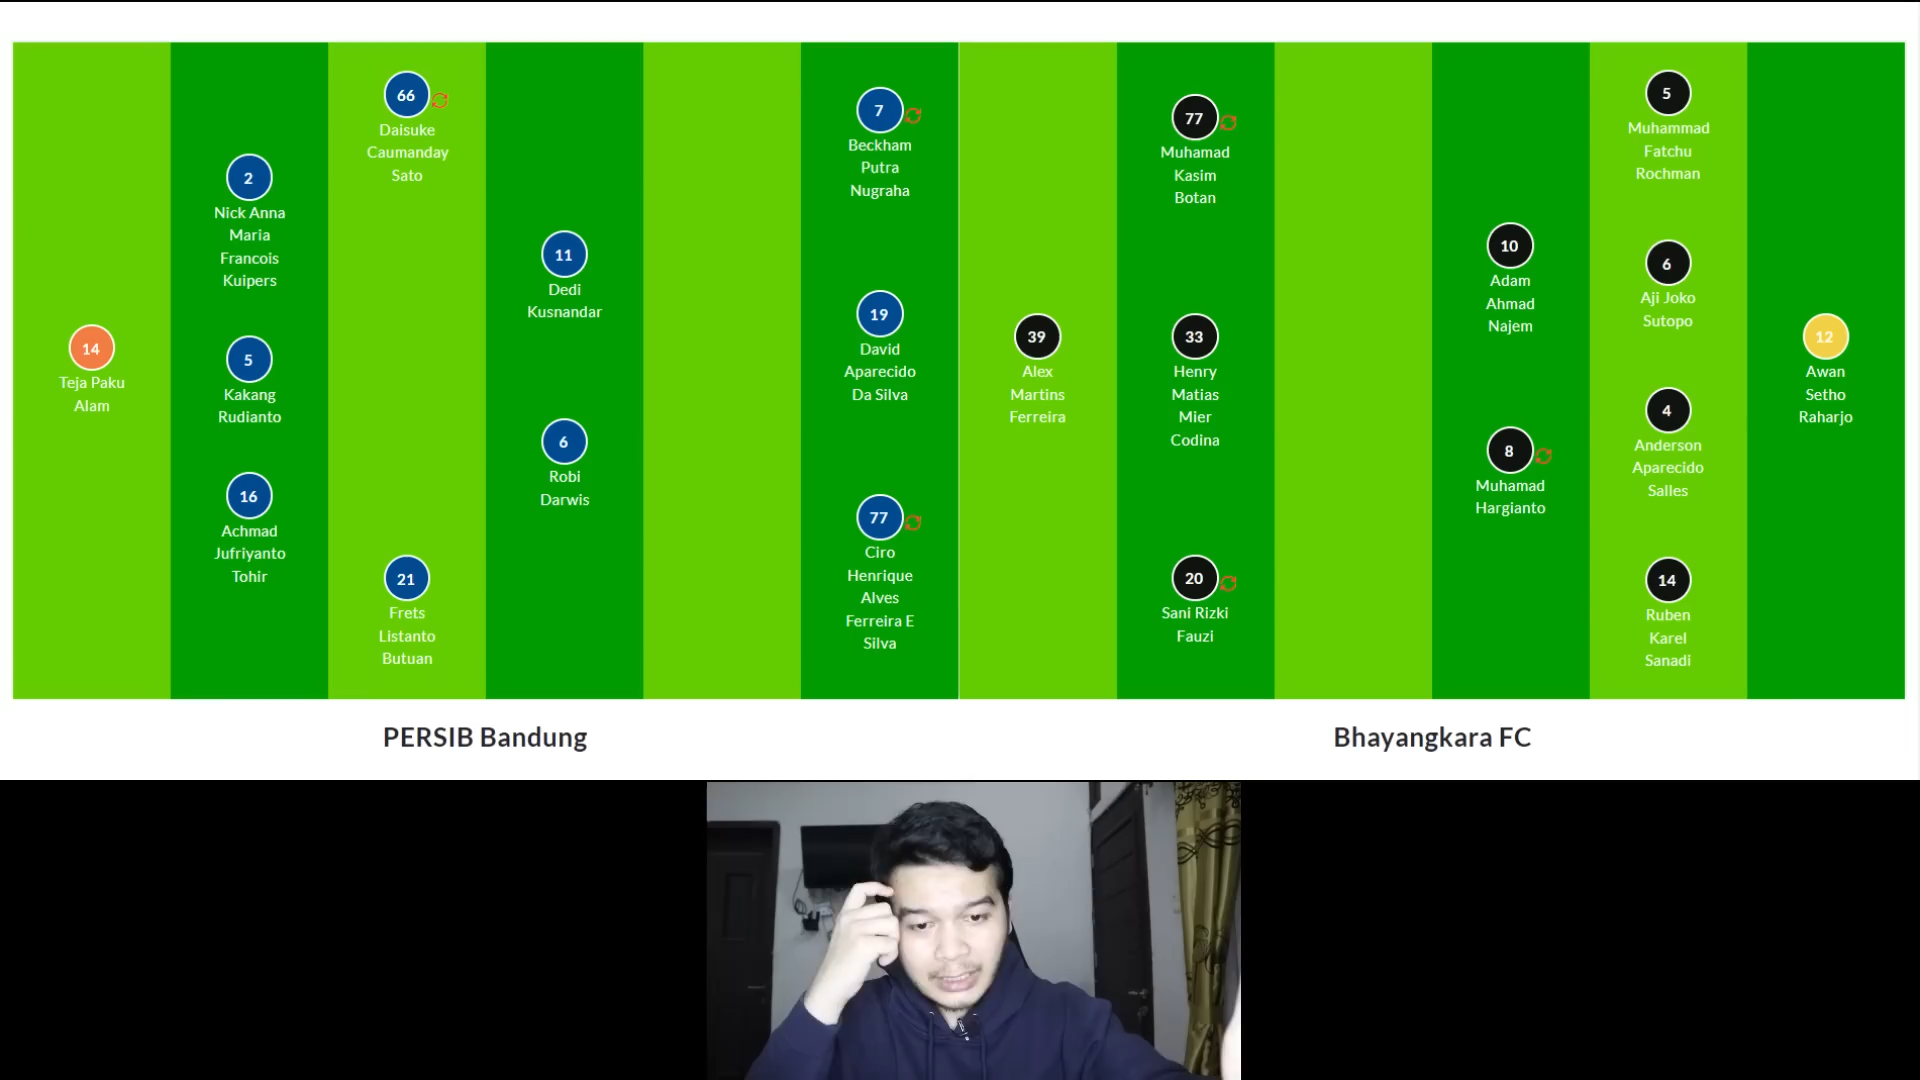 14
Teja Paku
Alam
2
Nick Anna
Maria
Francois
Kuipers
5
Kakang
Rudianto
16
Achmad
Jufriyanto
Tohir
66
Daisuke
Caumanday
Sato
21
Frets
Listanto
Butuan
11
Dedi
Kusnandar
6
Robi
Darwis
7
Beckham
Putra
Nugraha
19
David
Aparecido
Da Silva
77
Ciro
Henrique
Alves
Ferreira E
Silva
39
Alex
Martins
Ferreira
77
Muhamad
Kasim
Botan
33
Henry
Matias
Mier
Codina
20
Sani Rizki
Fauzi
10
Adam
Ahmad
Najem
8
Muhamad
Hargianto
5
Muhammad
Fatchu
Rochman
6
Aji Joko
Sutopo
4
Anderson
Aparecido
Salles
14
Ruben
Karel
Sanadi
12
Awan
Setho
Raharjo
PERSIB Bandung
Bhayangkara FC